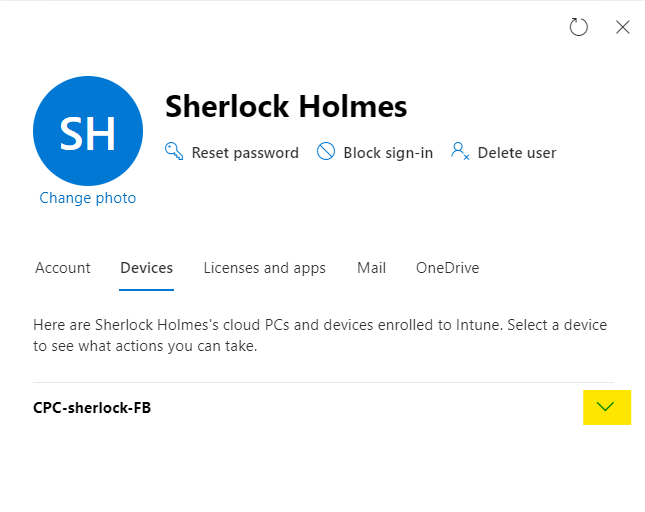 SH
Sherlock Holmes
Reset password Block sign-in Delete user
Change photo
Account Devices Licenses and apps Mail OneDrive
Here are Sherlock Holmes's cloud PCs and devices enrolled to Intune. Select a device
to see what actions you can take.
CPC-sherlock-FB